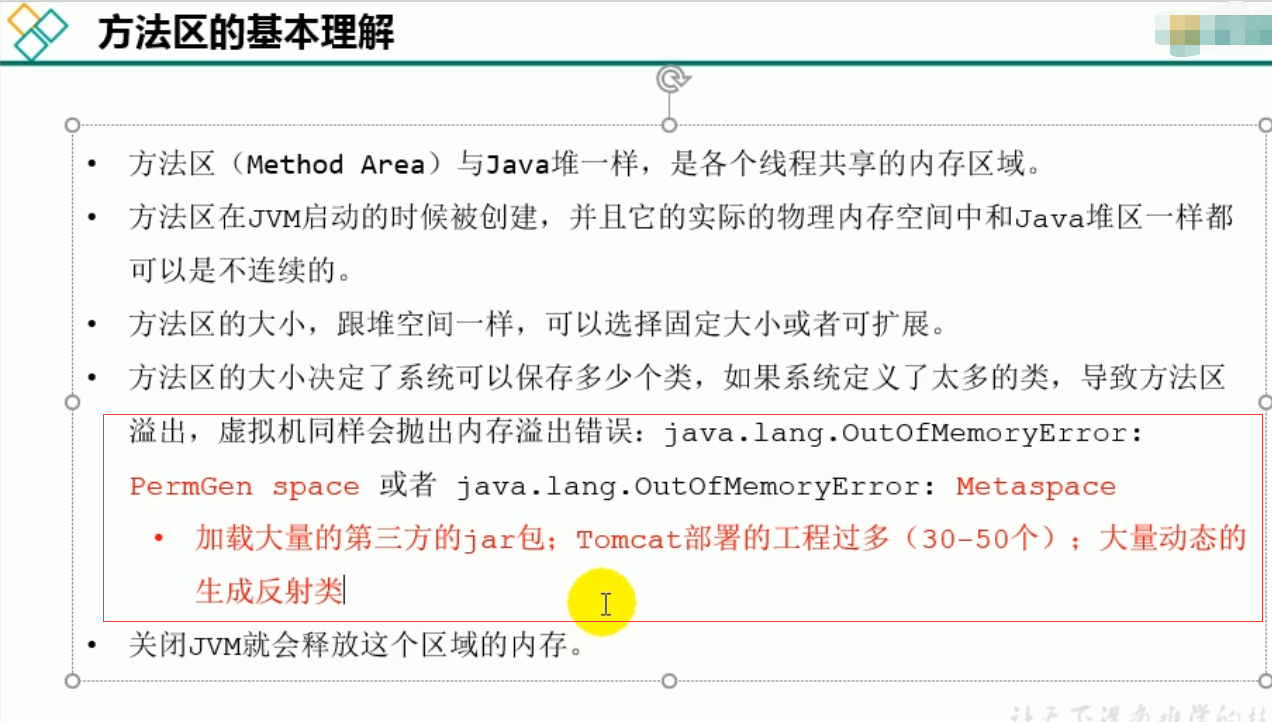 方法区的基本理解
• 方法区（Method Area）与Java堆一样，是各个线程共享的内存区域。
• 方法区在JVM启动的时候被创建，并且它的实际的物理内存空间中和Java堆区一样都
可以是不连续的。
• 方法区的大小，跟堆空间一样，可以选择固定大小或者可扩展。
• 方法区的大小决定了系统可以保存多少个类，如果系统定义了太多的类，导致方法区
溢出，虚拟机同样会抛出内存溢出错误：java.lang.OutOfMemoryError:
PermGen space 或者 java.lang.OutOfMemoryError: Metaspace
• 加载大量的第三方的jar包；Tomcat部署的工程过多（30-50个）；大量动态的
生成反射类
• 关闭JVM就会释放这个区域的内存。